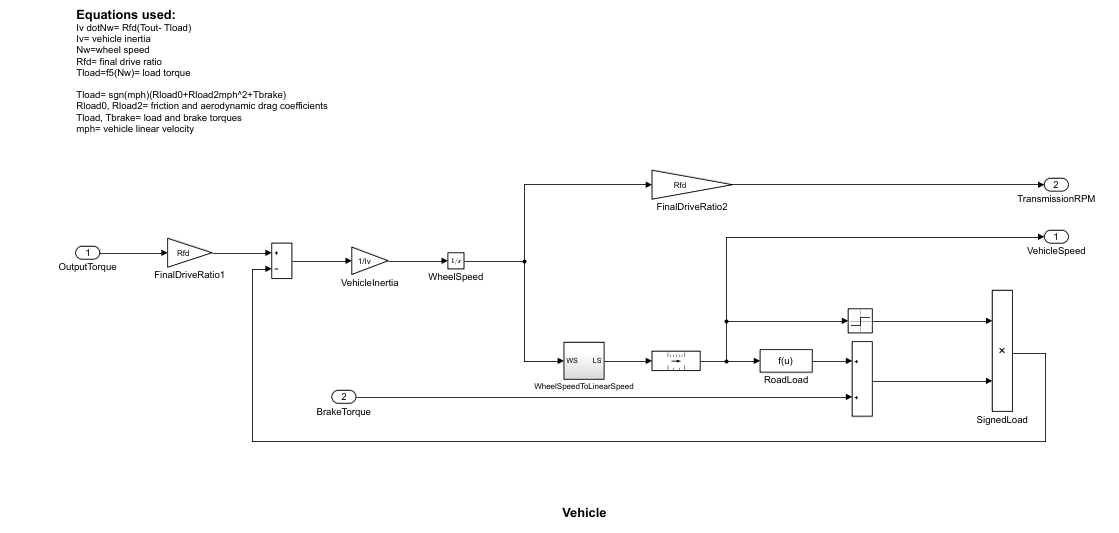 Equations used:
Iv dotNw= Rfd(Tout- Tload)
Iv= vehicle inertia
Nw=wheel speed
Rfd= final drive ratio
Tload=f5(Nw)= load torque
Tload= sgn(mph)(Rload0+Rload2mph^2+Tbrake)
Rload0, Rload2= friction and aerodynamic drag coefficients
Tload, Tbrake= load and brake torques
mph= vehicle linear velocity
Rfd
FinalDriveRatio2
2
TransmissionRPM
1
VehicleSpeed
1
OutputTorque
Rfd
FinalDriveRatio1
+
−
1/Iv
VehicleInertia
1/s
WheelSpeed
WS LS
WheelSpeedToLinearSpeed
f(u)
RoadLoad
+
+
×
SignedLoad
2
BrakeTorque
Vehicle